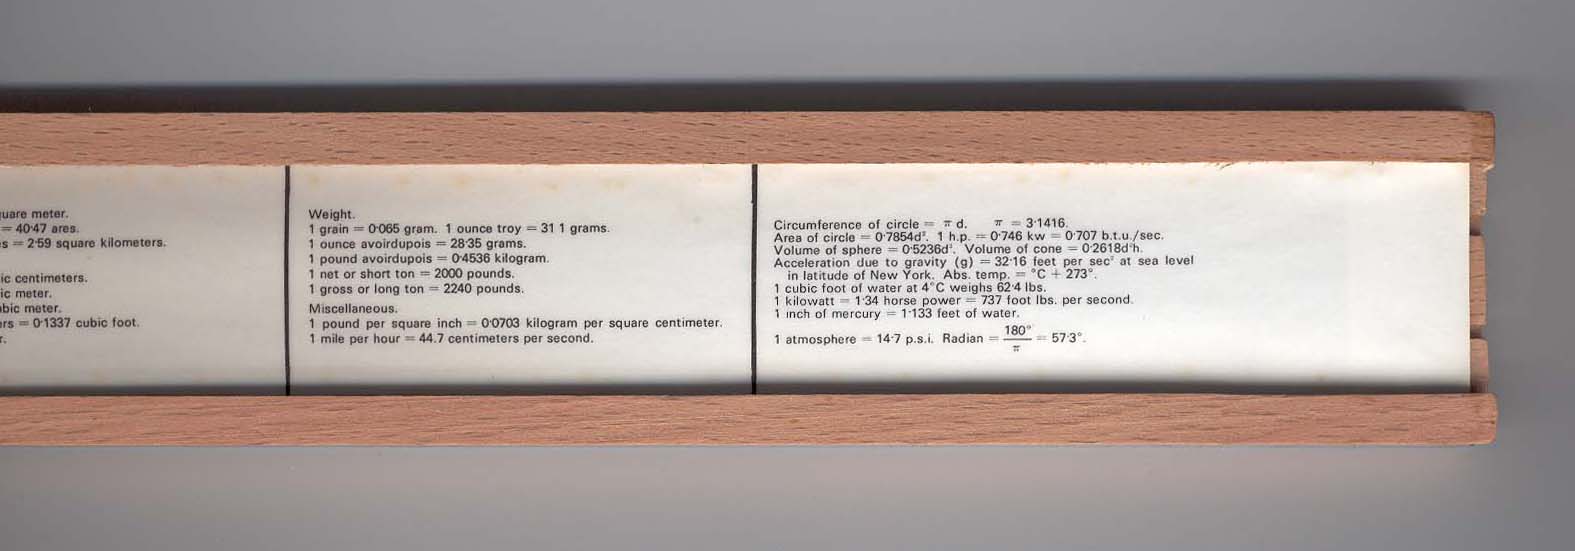 uare meter.
= 40·47 ares.
s = 2·59 square kilometers.
ic centimeters.
ic meter.
bic meter.
rs = 0·1337 cubic foot.
r.
Weight.
1 grain = 0·065 gram. 1 ounce troy = 31 1 grams.
1 ounce avoirdupois = 28·35 grams.
1 pound avoirdupois = 0·4536 kilogram.
1 net or short ton = 2000 pounds.
1 gross or long ton = 2240 pounds.
Miscellaneous.
1 pound per square inch = 0·0703 kilogram per square centimeter.
1 mile per hour = 44.7 centimeters per second.
Circumference of circle = π d. π = 3·1416.
Area of circle = 0·7854d². 1 h.p. = 0·746 kw = 0·707 b.t.u./sec.
Volume of sphere = 0·5236d³. Volume of cone = 0·2618d²h.
Acceleration due to gravity (g) = 32·16 feet per sec² at sea level
in latitude of New York. Abs. temp. = °C + 273°.
1 cubic foot of water at 4°C weighs 62·4 lbs.
1 kilowatt = 1·34 horse power = 737 foot lbs. per second.
1 inch of mercury = 1·133 feet of water.
1 atmosphere = 14·7 p.s.i. Radian = 180°/π = 57·3°.